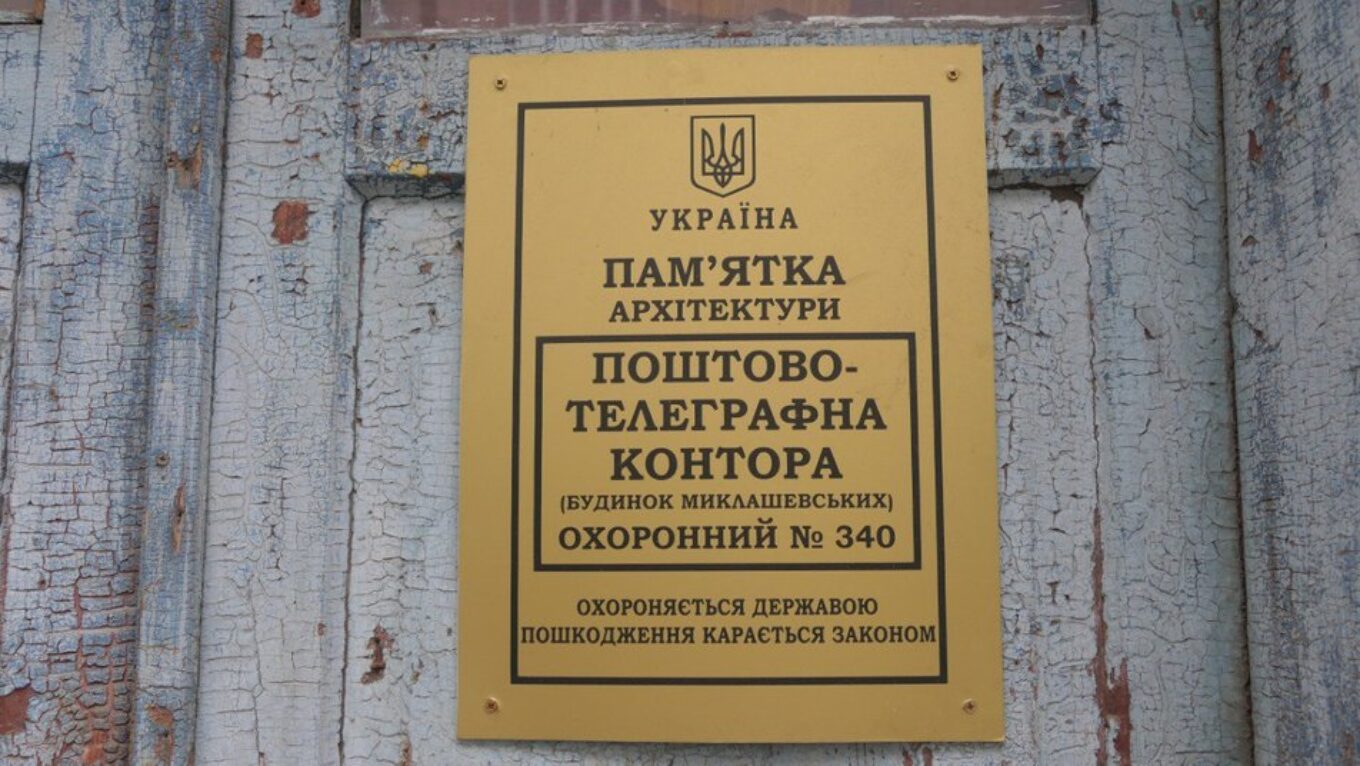 УКРАЇНА
ПАМ’ЯТКА
АРХІТЕКТУРИ
ПОШТОВО-
ТЕЛЕГРАФНА
КОНТОРА
(БУДИНОК МИКЛАШЕВСЬКИХ)
ОХОРОННИЙ № 340
ОХОРОНЯЄТЬСЯ ДЕРЖАВОЮ
ПОШКОДЖЕННЯ КАРАЄТЬСЯ ЗАКОНОМ